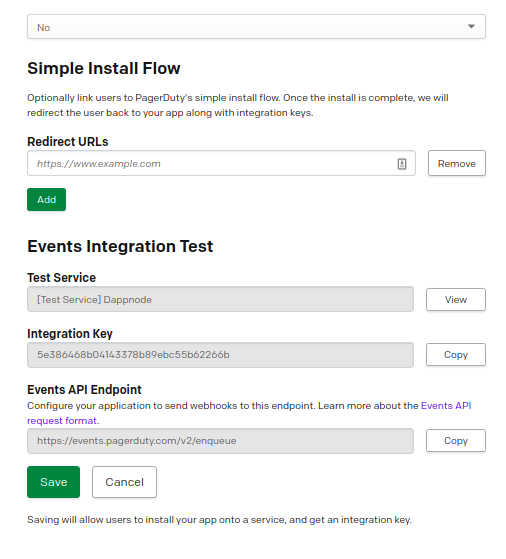 No
Simple Install Flow
Optionally link users to PagerDuty's simple install flow. Once the install is complete, we will
redirect the user back to your app along with integration keys.
Redirect URLs
https://www.example.com
Remove
Add
Events Integration Test
Test Service
[Test Service] Dappnode
View
Integration Key
5e386468b04143378b89ebc55b62266b
Copy
Events API Endpoint
Configure your application to send webhooks to this endpoint. Learn more about the Events API
request format.
https://events.pagerduty.com/v2/enqueue
Copy
Save
Cancel
Saving will allow users to install your app onto a service, and get an integration key.